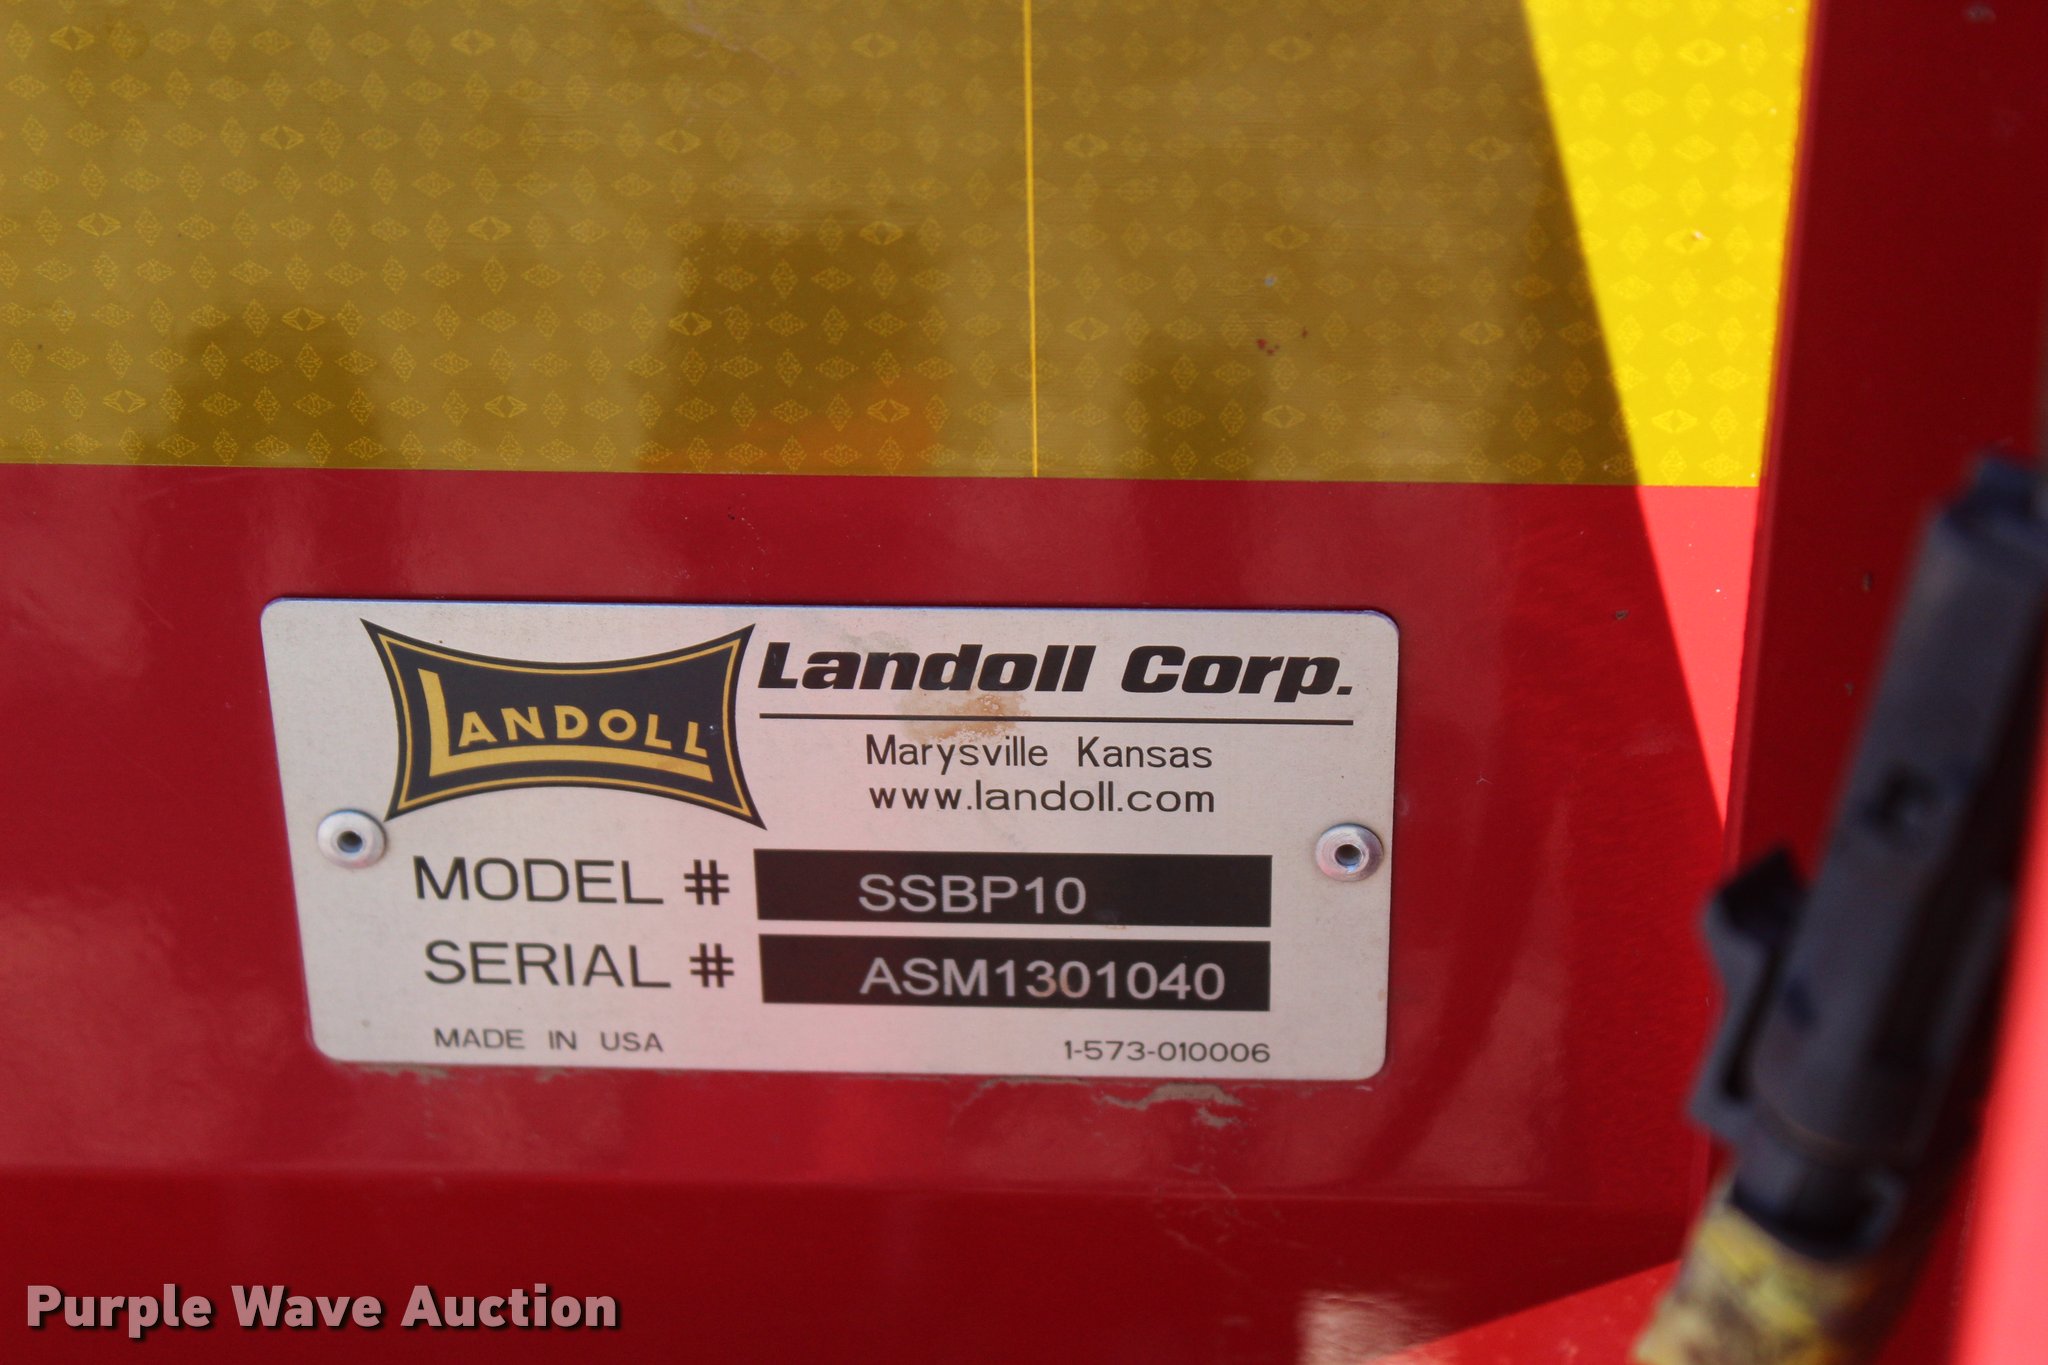 LANDOLL
Landoll Corp.
Marysville Kansas
www.landoll.com
MODEL # SSBP10
SERIAL # ASM1301040
MADE IN USA 1-573-010006
Purple Wave Auction